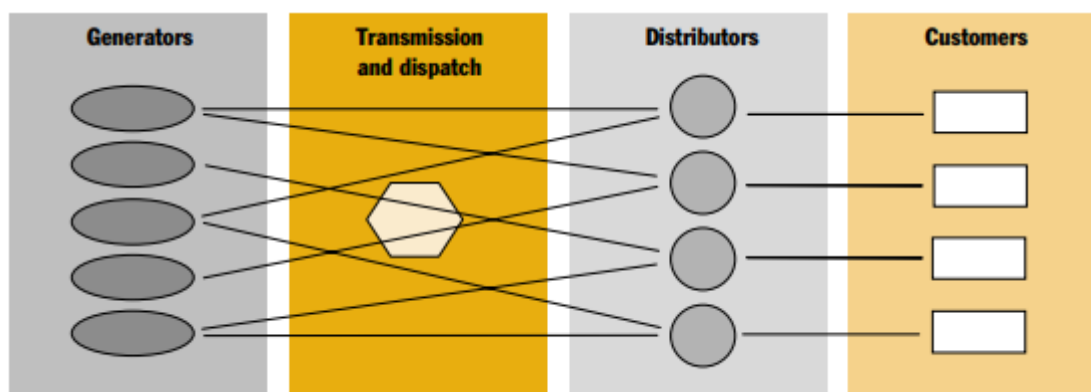 Generators
Transmission
and dispatch
Distributors
Customers